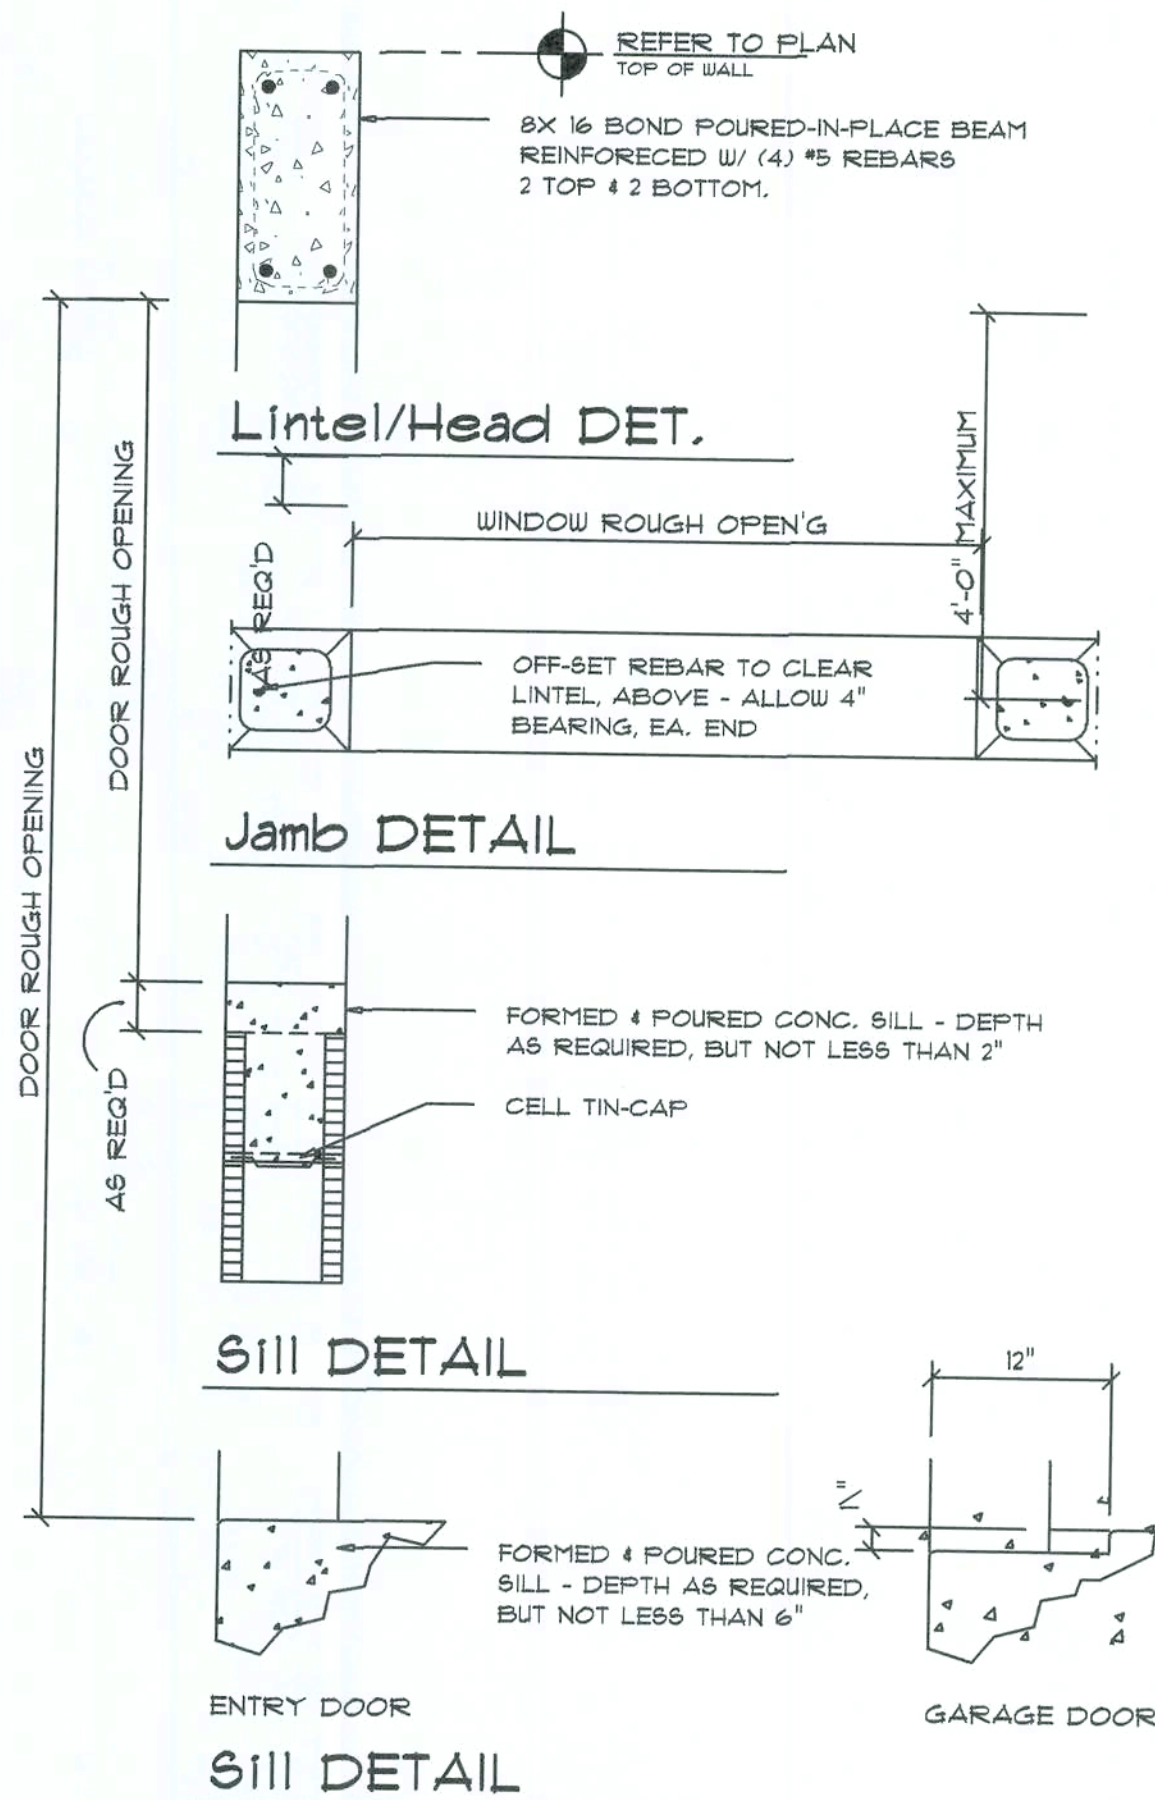 REFER TO PLAN
TOP OF WALL
8X 16 BOND POURED-IN-PLACE BEAM
REINFORECED W/ (4) #5 REBARS
2 TOP & 2 BOTTOM.
Lintel/Head DET.
DOOR ROUGH OPENING
DOOR ROUGH OPENING
AS REQ'D
WINDOW ROUGH OPEN'G
4'-0" MAXIMUM
OFF-SET REBAR TO CLEAR
LINTEL, ABOVE - ALLOW 4"
BEARING, EA. END
Jamb DETAIL
FORMED & POURED CONC. SILL - DEPTH
AS REQUIRED, BUT NOT LESS THAN 2"
CELL TIN-CAP
AS REQ'D
Sill DETAIL
12"
FORMED & POURED CONC.
SILL - DEPTH AS REQUIRED,
BUT NOT LESS THAN 6"
ENTRY DOOR
GARAGE DOOR
Sill DETAIL